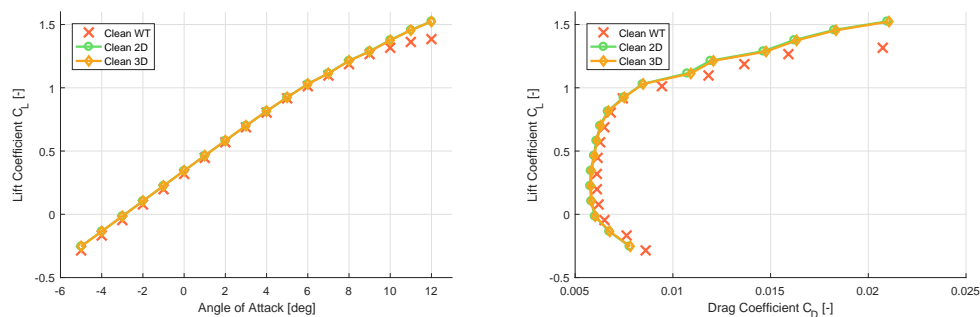 1.5
1
0.5
0
-0.5
Lift Coefficient C_L [-]
Clean WT
Clean 2D
Clean 3D
-6 -4 -2 0 2 4 6 8 10 12
Angle of Attack [deg]
1.5
1
0.5
0
-0.5
Lift Coefficient C_L [-]
Clean WT
Clean 2D
Clean 3D
0.005 0.01 0.015 0.02 0.025
Drag Coefficient C_D [-]